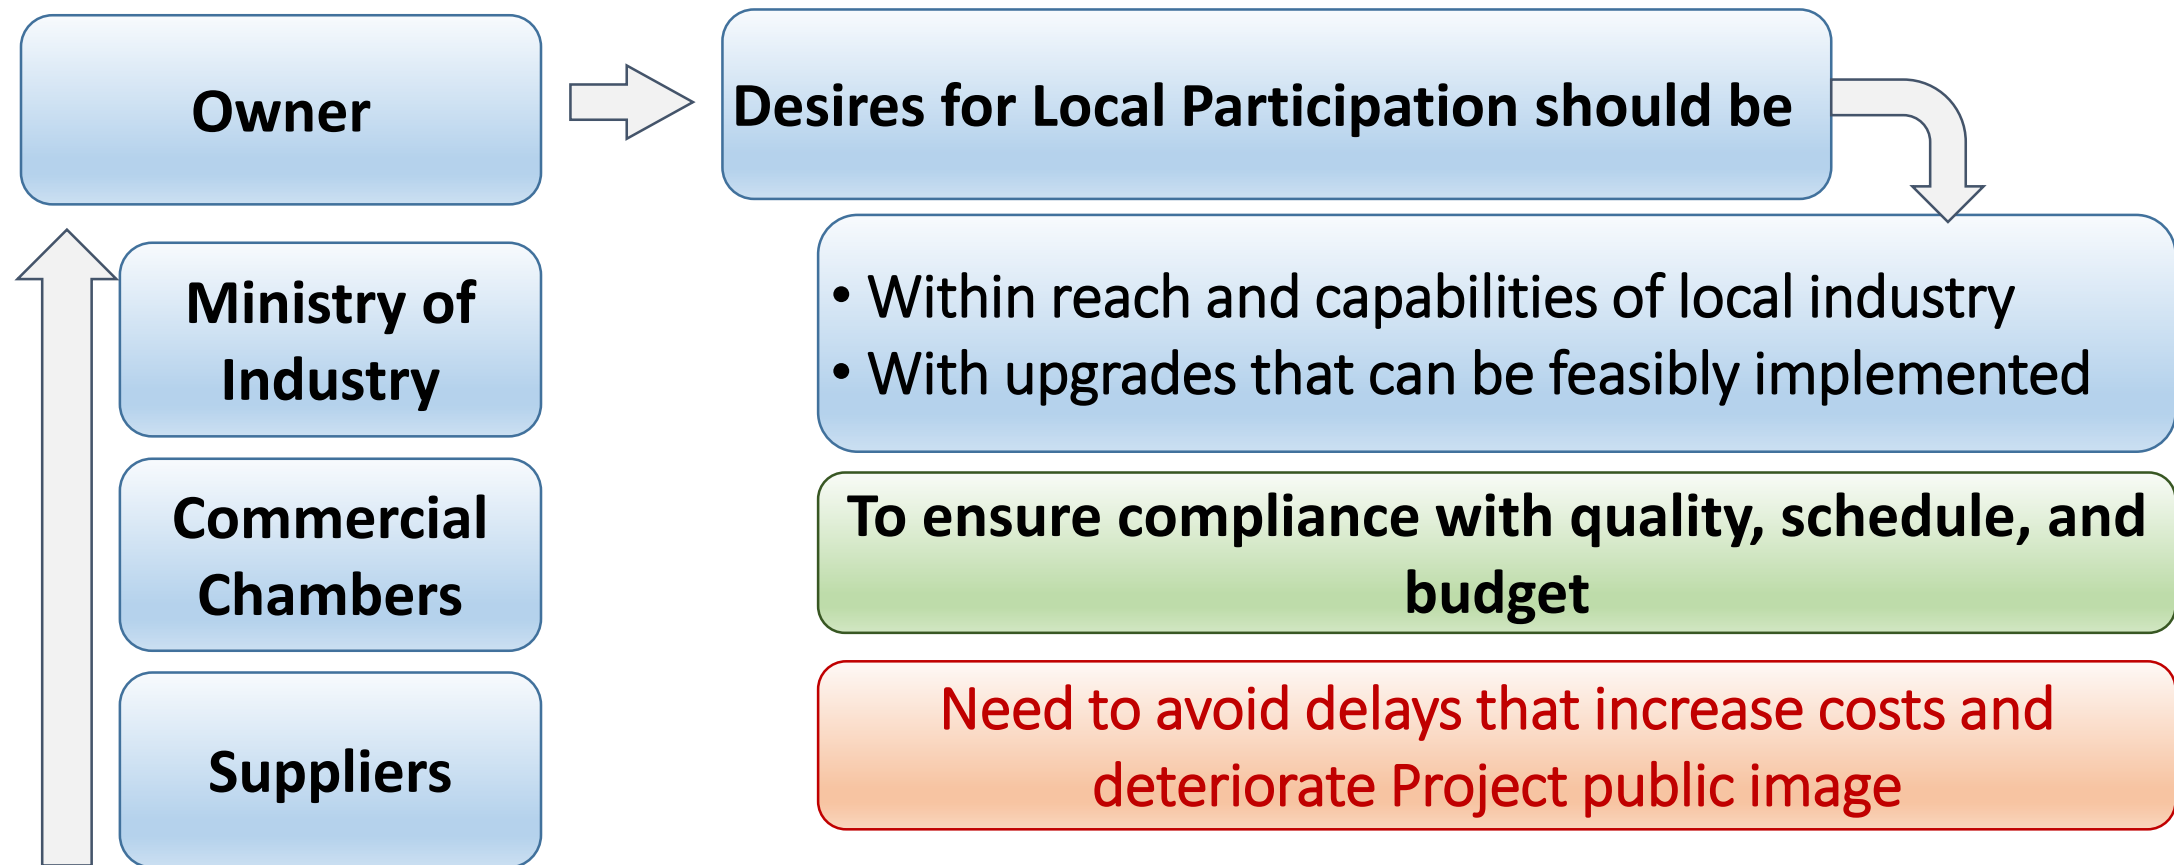 Owner
Desires for Local Participation should be
Ministry of
Industry
• Within reach and capabilities of local industry
• With upgrades that can be feasibly implemented
Commercial
Chambers
To ensure compliance with quality, schedule, and
budget
Suppliers
Need to avoid delays that increase costs and
deteriorate Project public image